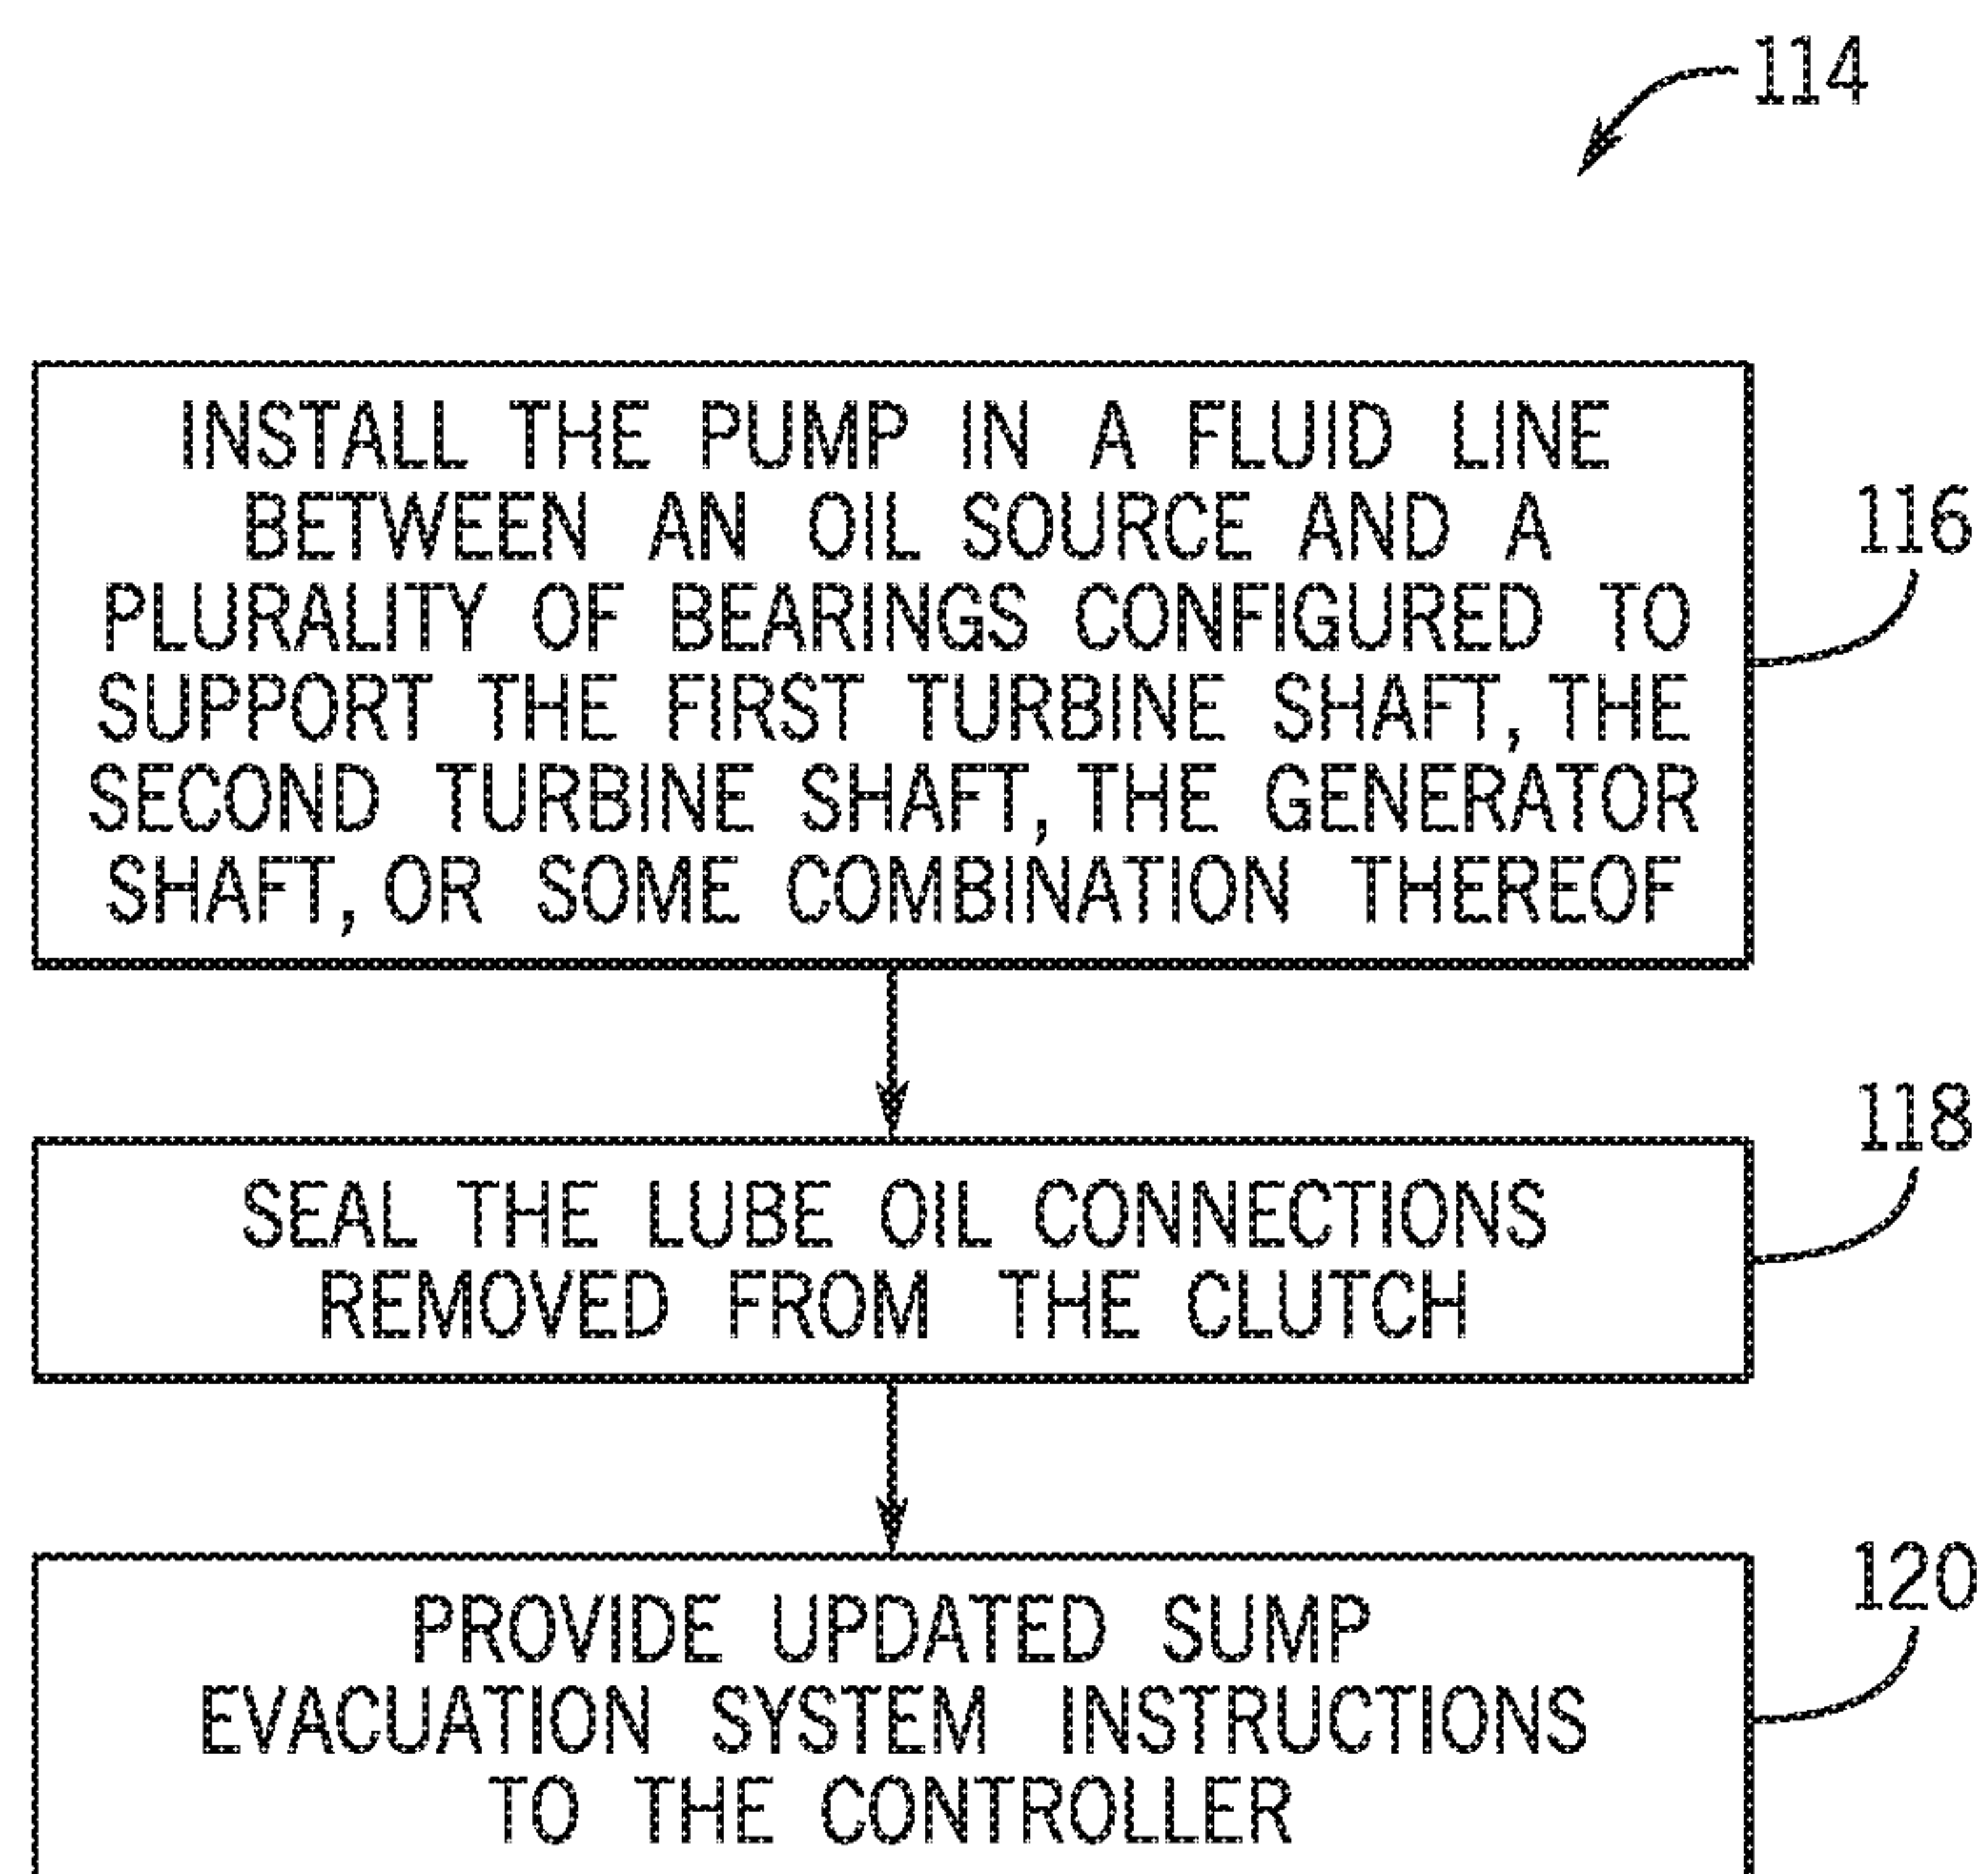 114
INSTALL THE PUMP IN A FLUID LINE
BETWEEN AN OIL SOURCE AND A
PLURALITY OF BEARINGS CONFIGURED TO
SUPPORT THE FIRST TURBINE SHAFT, THE
SECOND TURBINE SHAFT, THE GENERATOR
SHAFT, OR SOME COMBINATION THEREOF
116
SEAL THE LUBE OIL CONNECTIONS
REMOVED FROM THE CLUTCH
118
PROVIDE UPDATED SUMP
EVACUATION SYSTEM INSTRUCTIONS
TO THE CONTROLLER
120